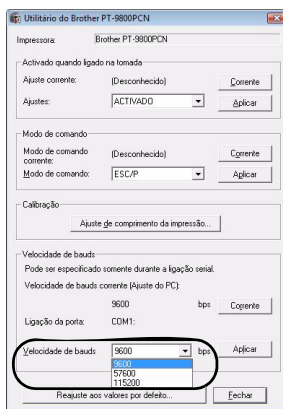 Utilitário do Brother PT-9800PCN
Impressora: Brother PT-9800PCN
Activado quando ligado na tomada
Ajuste corrente: (Desconhecido) Corrente
Ajustes: ACTIVADO Aplicar
Modo de comando
Modo de comando corrente: (Desconhecido) Corrente
Modo de comando: ESC/P Aplicar
Calibração
Ajuste de comprimento da impressão...
Velocidade de bauds
Pode ser especificado somente durante a ligação serial.
Velocidade de bauds corrente (Ajuste do PC):
9600 bps Corrente
Ligação da porta: COM1:
Velocidade de bauds 9600 bps Aplicar
9600
57600
115200
Reajuste aos valores por defeito... Fechar